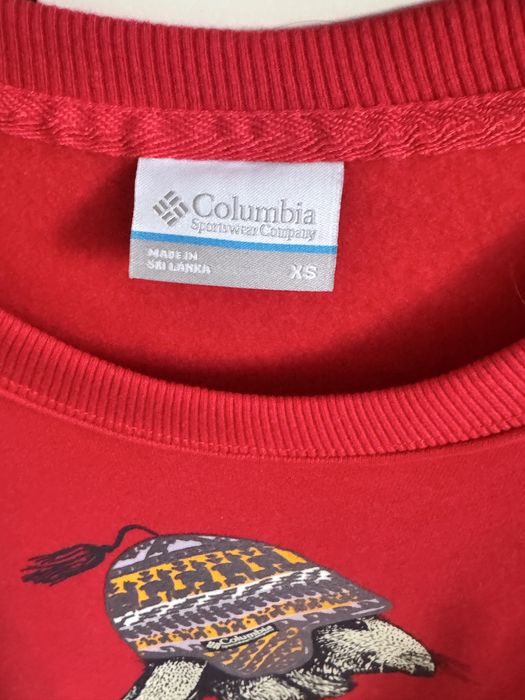 Columbia
Sportswear Company
MADE IN
SRI LANKA
XS
Columbia